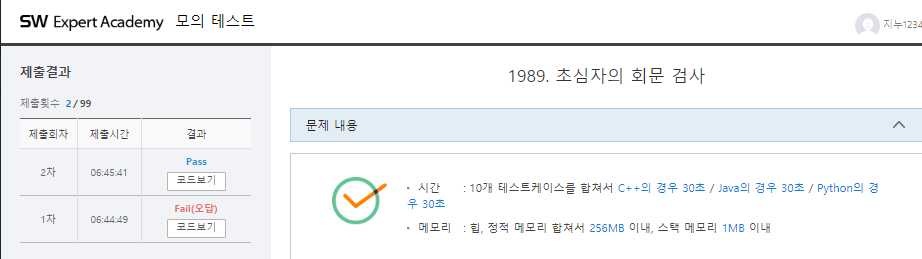 SW Expert Academy 모의 테스트
지누1234
제출결과
제출횟수 2 / 99
제출회차 제출시간 결과
2차 06:45:41 Pass
코드보기
1차 06:44:49 Fail(오답)
코드보기
1989. 초심자의 회문 검사
문제 내용
• 시간 : 10개 테스트케이스를 합쳐서 C++의 경우 30초 / Java의 경우 30초 / Python의 경
우 30초
• 메모리 : 힙, 정적 메모리 합쳐서 256MB 이내, 스택 메모리 1MB 이내